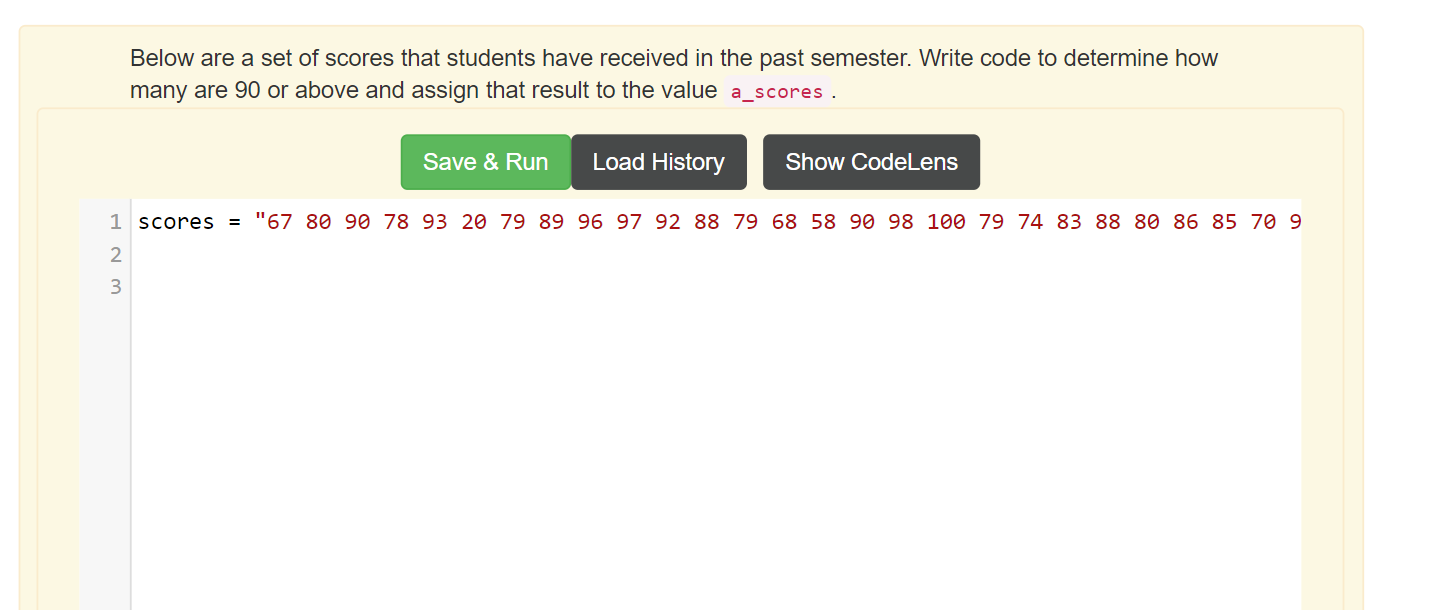 Below are a set of scores that students have received in the past semester. Write code to determine how
many are 90 or above and assign that result to the value a_scores .
Save & Run Load History Show CodeLens
1 scores = "67 80 90 78 93 20 79 89 96 97 92 88 79 68 58 90 98 100 79 74 83 88 80 86 85 70 9
2
3